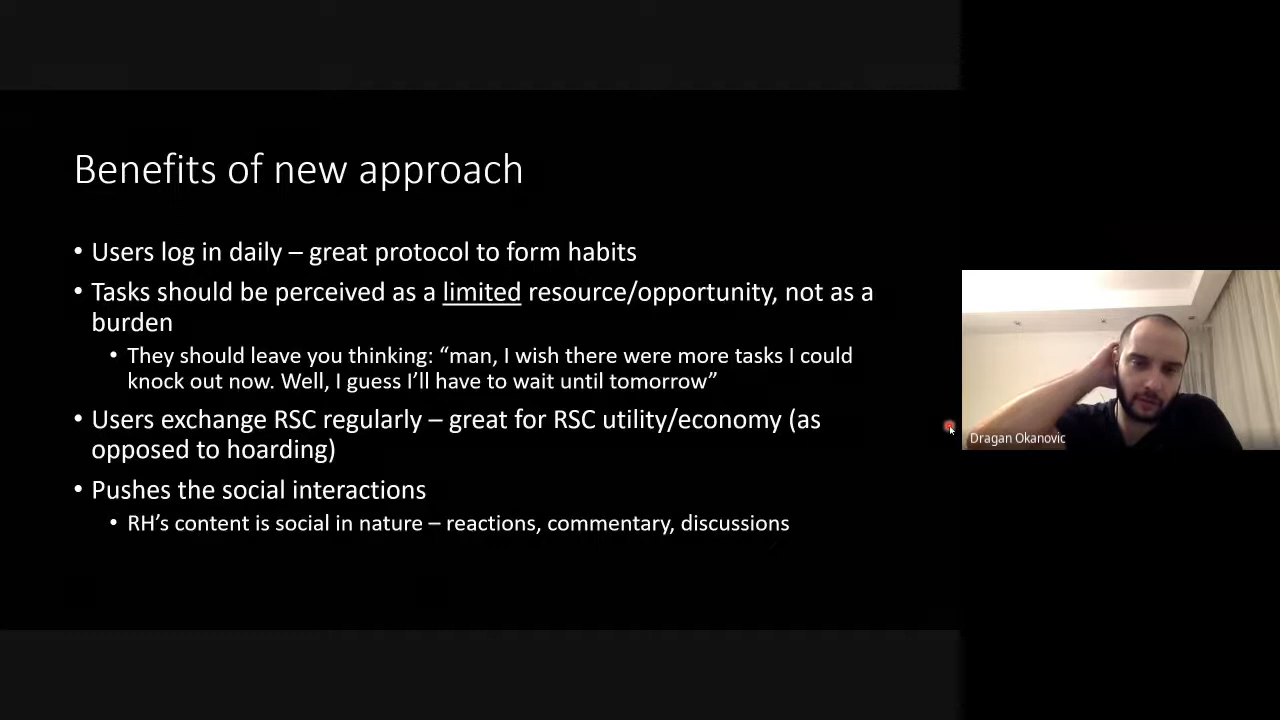 Benefits of new approach
• Users log in daily – great protocol to form habits
• Tasks should be perceived as a limited resource/opportunity, not as a
burden
• They should leave you thinking: “man, I wish there were more tasks I could
knock out now. Well, I guess I’ll have to wait until tomorrow”
• Users exchange RSC regularly – great for RSC utility/economy (as
opposed to hoarding)
• Pushes the social interactions
• RH’s content is social in nature – reactions, commentary, discussions
Dragan Okanovic